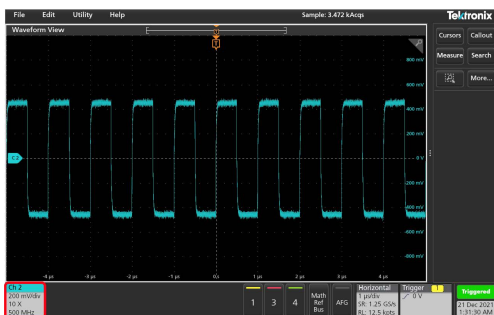 File Edit Utility Help Sample: 3.472 kAcqs Tektronix
Waveform View
Cursors Callout
Measure Search
More...
T
800 mV
600 mV
400 mV
200 mV
C2
0 V
-200 mV
-400 mV
-600 mV
-800 mV
-4 µs -3 µs -2 µs -1 µs 0 s 1 µs 2 µs 3 µs 4 µs
Ch 2
200 mV/div
10 X
500 MHz
1 3 4
Math
Ref
Bus
AFG
Horizontal
1 µs/div
SR: 1.25 GS/s
RL: 12.5 kpts
Trigger 1
0 V
Triggered
21 Dec 2021
1:31:30 AM